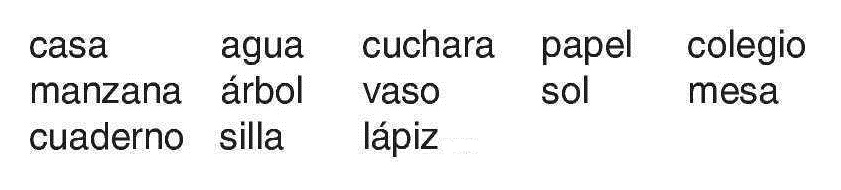 casa agua cuchara papel colegio
manzana árbol vaso sol mesa
cuaderno silla lápiz